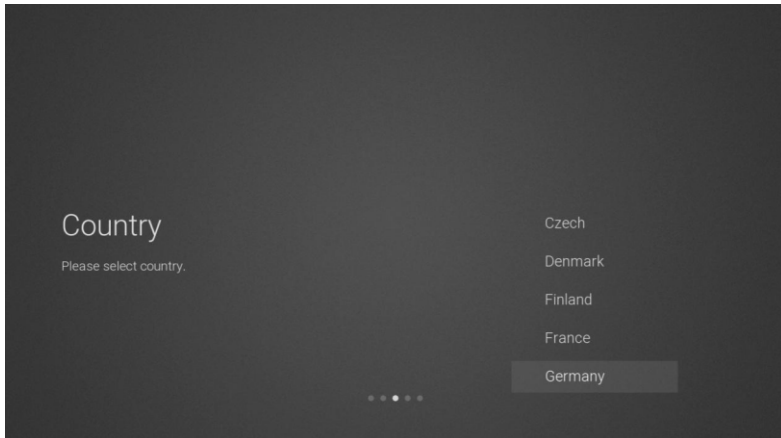 Country
Please select country.
Czech
Denmark
Finland
France
Germany